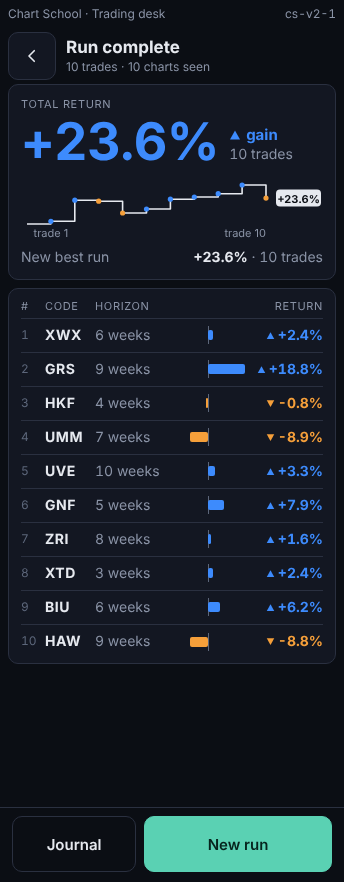 Chart School · Trading desk cs-v2-1
Run complete
10 trades · 10 charts seen
TOTAL RETURN
+23.6% ▲ gain
10 trades
+23.6%
trade 1 trade 10
New best run +23.6% · 10 trades
# CODE HORIZON RETURN
1 XWX 6 weeks ▲ +2.4%
2 GRS 9 weeks ▲ +18.8%
3 HKF 4 weeks ▼ -0.8%
4 UMM 7 weeks ▼ -8.9%
5 UVE 10 weeks ▲ +3.3%
6 GNF 5 weeks ▲ +7.9%
7 ZRI 8 weeks ▲ +1.6%
8 XTD 3 weeks ▲ +2.4%
9 BIU 6 weeks ▲ +6.2%
10 HAW 9 weeks ▼ -8.8%
Journal New run